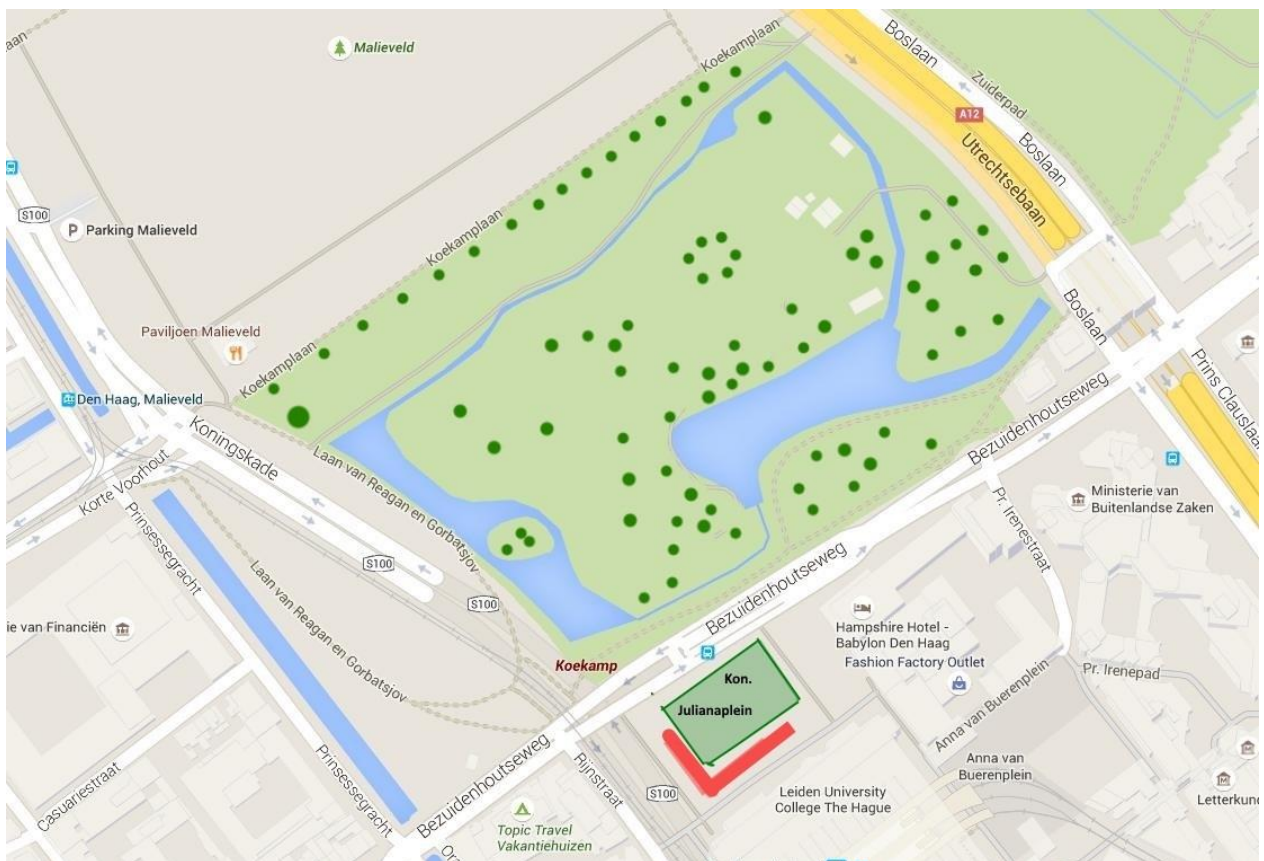 Malieveld
Koekamplaan
Boslaan
Zuiderpad
A12
Utrechtsebaan
Boslaan
S100
P Parking Malieveld
Koekamplaan
Paviljoen Malieveld
Koekamplaan
Den Haag, Malieveld
Koningskade
Korte Voorhout
Laan van Reagan en Gorbatsjov
Boslaan
Prins Clauslaan
Bezuidenhoutseweg
Prinsessegracht
S100
S100
Laan van Reagan en Gorbatsjov
Ministerie van
Buitenlandse Zaken
Pr. Irenestraat
ie van Financiën
Bezuidenhoutseweg
Hampshire Hotel -
Babylon Den Haag
Fashion Factory Outlet
Koekamp
Kon.
Julianaplein
Pr. Irenepad
Anna van Buerenplein
Anna van
Buerenplein
Casuariestraat
Prinsessegracht
Bezuidenhoutseweg
Rijnstraat
S100
Leiden University
College The Hague
Letterkun
Topic Travel
Vakantiehuizen